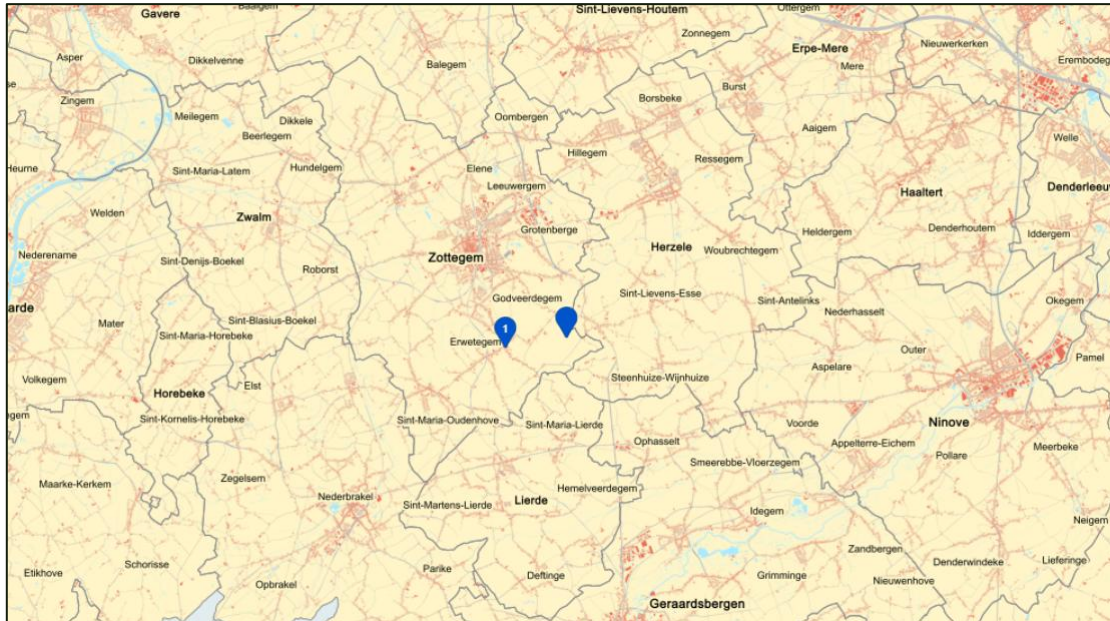 Gavere
Baaigem
Sint-Lievens-Houtem
Ottergem
Zonnegem
Erpe-Mere
Nieuwerkerken
Asper
Dikkelvenne
Balegem
Mere
Erembodeg
Zingem
Borsbeke
Burst
Meilegem
Dikkele
Oombergen
Welle
Beerlegem
Aaigem
Hillegem
Ressegem
Heurne
Sint-Maria-Latem
Hundelgem
Elene
Leeuwergem
Haaltert
Denderleeuw
Welden
Zwalm
Grotenberge
Heldergem
Denderhoutem
Iddergem
Nederename
Sint-Denijs-Boekel
Roborst
Zottegem
Herzele
Woubrechtegem
Sint-Lievens-Esse
Sint-Antelinks
Okegem
arde
Mater
Sint-Blasius-Boekel
Godveerdegem
Nederhasselt
Sint-Maria-Horebeke
1
Erwetegem
Outer
Pamel
Volkegem
Horebeke
Elst
Steenhuize-Wijnhuize
Aspelare
Sint-Kornelis-Horebeke
Sint-Maria-Oudenhove
Sint-Maria-Lierde
Voorde
Ninove
Ophasselt
Appelterre-Eichem
Meerbeke
Zegelsem
Smeerebbe-Vloerzegem
Pollare
Maarke-Kerkem
Nederbrakel
Sint-Martens-Lierde
Lierde
Hemelveerdegem
Idegem
Neigem
Etikhove
Schorisse
Opbrakel
Parike
Deftinge
Grimminge
Zandbergen
Nieuwenhove
Denderwindeke
Lieferinge
Geraardsbergen